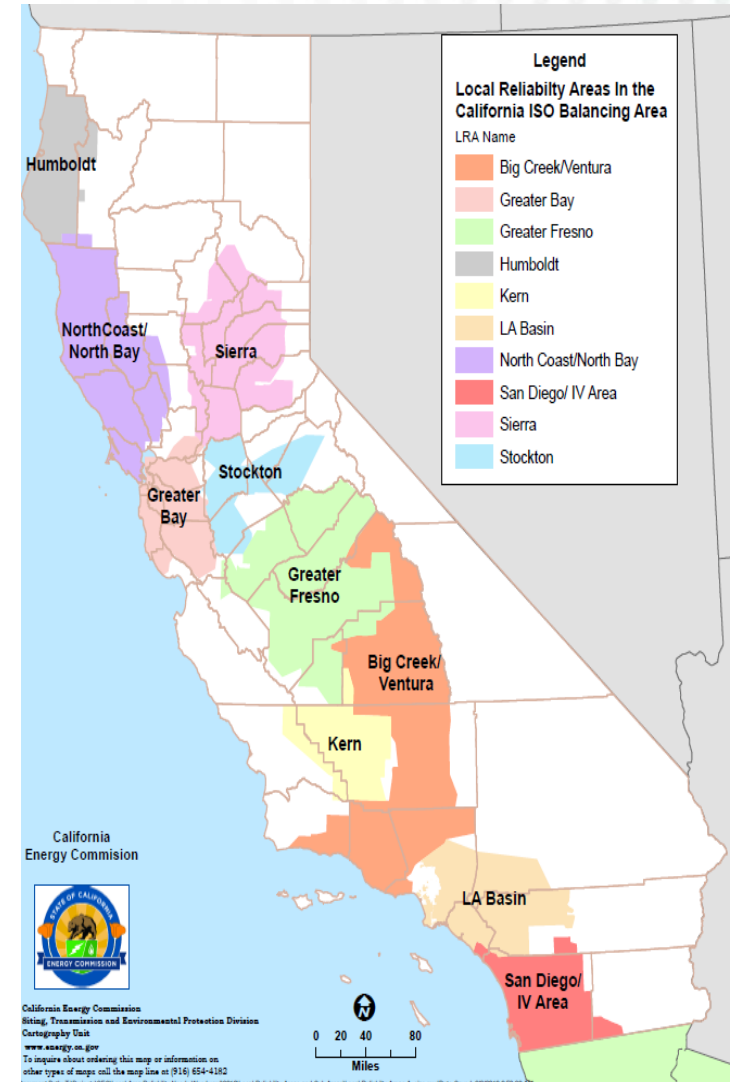 Legend
Local Reliabilty Areas In the
California ISO Balancing Area
LRA Name
Big Creek/Ventura
Greater Bay
Greater Fresno
Humboldt
Kern
LA Basin
North Coast/North Bay
San Diego/ IV Area
Sierra
Stockton
Humboldt
NorthCoast/
North Bay
Sierra
Stockton
Greater
Bay
Greater
Fresno
Big Creek/
Ventura
Kern
LA Basin
San Diego/
IV Area
California
Energy Commision
STATE OF CALIFORNIA
ENERGY COMMISSION
California Energy Commission
Siting, Transmission and Environmental Protection Division
Cartography Unit
www.energy.ca.gov
To inquire about ordering this map or information on
other types of maps call the map line at (916) 654-4182
N
0 20 40 80
Miles